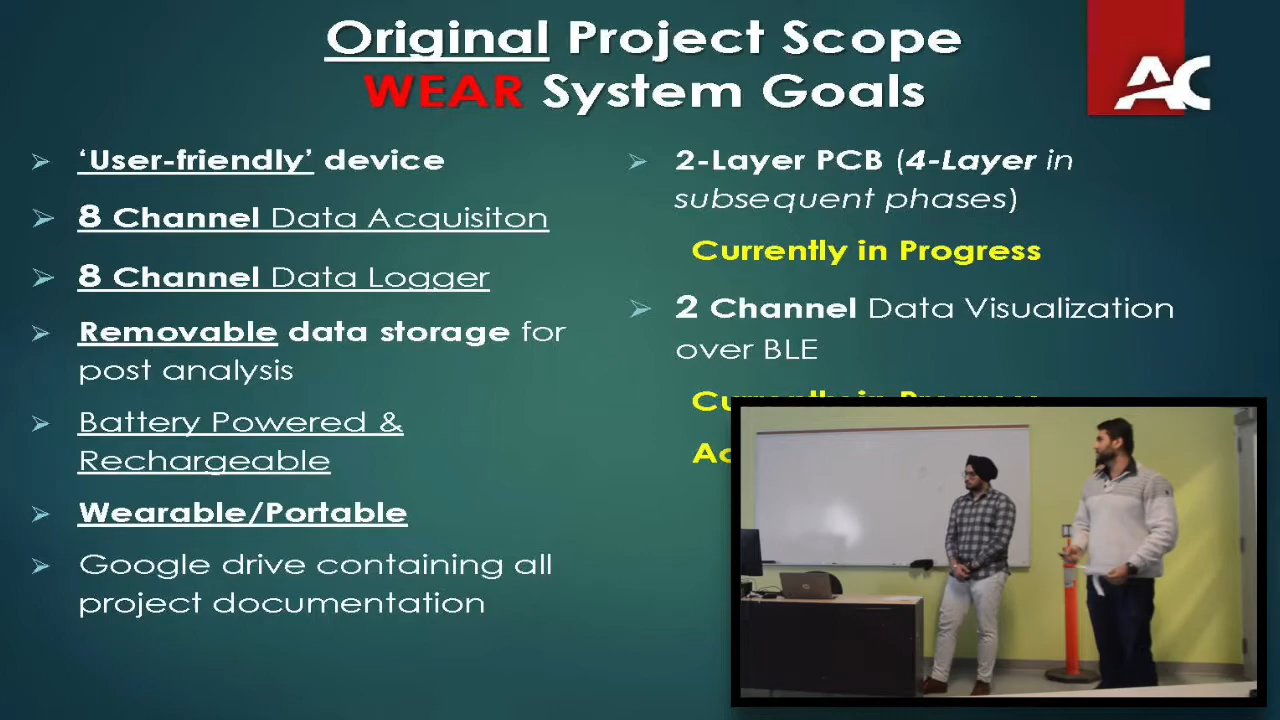 Original Project Scope
WEAR System Goals
AC
‘User-friendly’ device
8 Channel Data Acquisiton
8 Channel Data Logger
Removable data storage for
post analysis
Battery Powered &
Rechargeable
Wearable/Portable
Google drive containing all
project documentation
2-Layer PCB (4-Layer in
subsequent phases)
Currently in Progress
2 Channel Data Visualization
over BLE
Currently in Progress